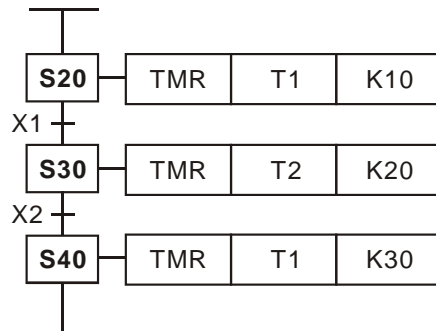 S20 TMR T1 K10
X1
S30 TMR T2 K20
X2
S40 TMR T1 K30